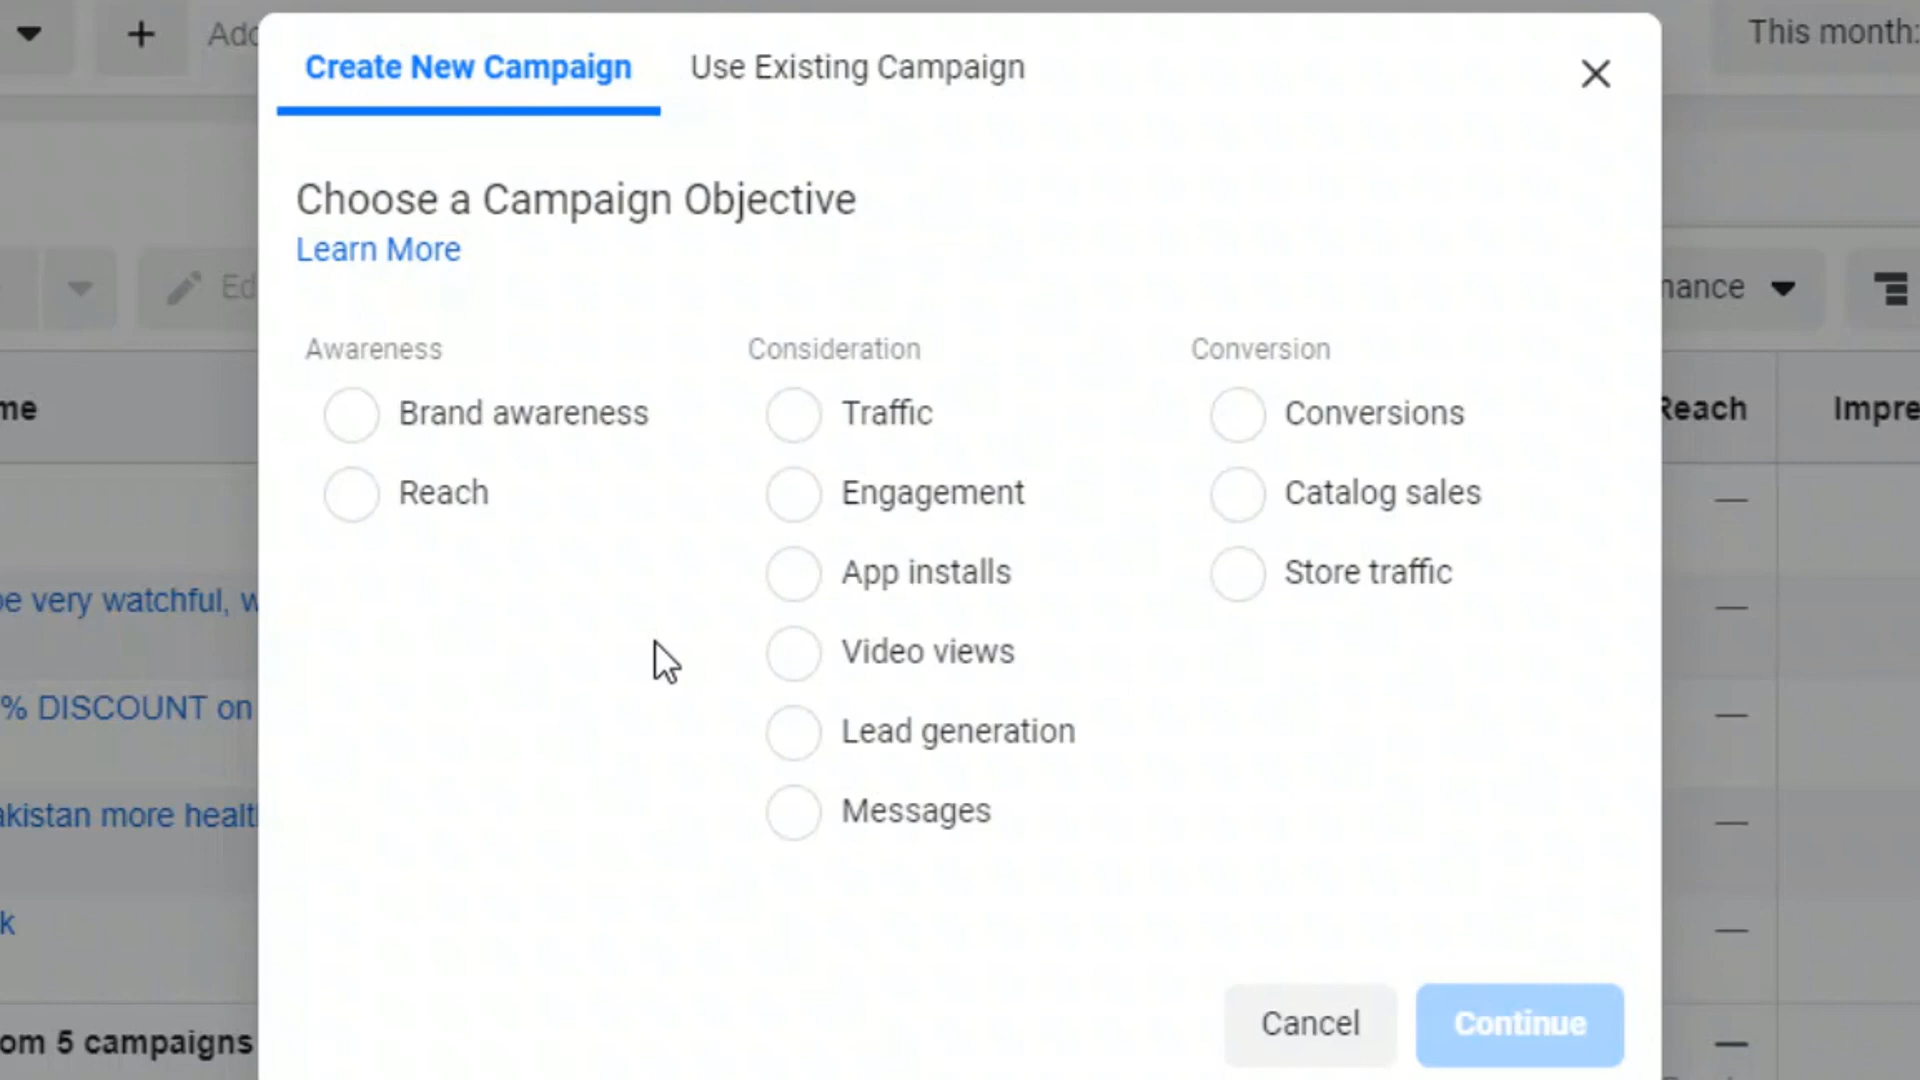 Add
This month:
Create New Campaign
Use Existing Campaign
Choose a Campaign Objective
Learn More
Ed
Awareness
Brand awareness
Reach
Consideration
Traffic
Engagement
App installs
Video views
Lead generation
Messages
Conversion
Conversions
Catalog sales
Store traffic
Reach
Impre
be very watchful, w
% DISCOUNT on
akistan more healt
k
om 5 campaigns
Cancel
Continue